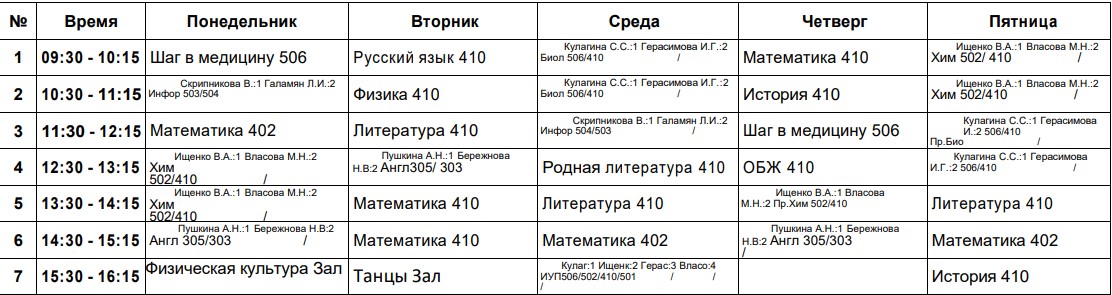 № Время Понедельник Вторник Среда Четверг Пятница
1 09:30 - 10:15 Шаг в медицину 506 Русский язык 410 Кулагина С.С.:1 Герасимова И.Г.:2 Математика 410 Ищенко В.А.:1 Власова М.Н.:2
Биол 506/410 / Хим 502/ 410 /
2 10:30 - 11:15 Скрипникова В.:1 Галамян Л.И.:2 Физика 410 Кулагина С.С.:1 Герасимова И.Г.:2 История 410 Ищенко В.А.:1 Власова М.Н.:2
Инфор 503/504 Биол 506/410 / Хим 502/410 /
3 11:30 - 12:15 Математика 402 Литература 410 Скрипникова В.:1 Галамян Л.И.:2 Шаг в медицину 506 Кулагина С.С.:1 Герасимова
Инфор 504/503 / И.:2 506/410
Пр.Био /
4 12:30 - 13:15 Ищенко В.А.:1 Власова М.Н.:2 Пушкина А.Н.:1 Бережнова Родная литература 410 ОБЖ 410 Кулагина С.С.:1 Герасимова
Хим Н.В:2 Англ305/ 303 И.Г.:2 506/410 /
502/410 /
5 13:30 - 14:15 Ищенко В.А.:1 Власова М.Н.:2 Математика 410 Литература 410 Ищенко В.А.:1 Власова Литература 410
Хим М.Н.:2 Пр.Хим 502/410
502/410 /
6 14:30 - 15:15 Пушкина А.Н.:1 Бережнова Н.В:2 Математика 410 Математика 402 Пушкина А.Н.:1 Бережнова Математика 402
Англ 305/303 / Н.В:2 Англ 305/303
/
7 15:30 - 16:15 Физическая культура Зал Танцы Зал Кулаг:1 Ищенк:2 Герас:3 Власо:4 История 410
ИУП506/502/410/501 / /
/